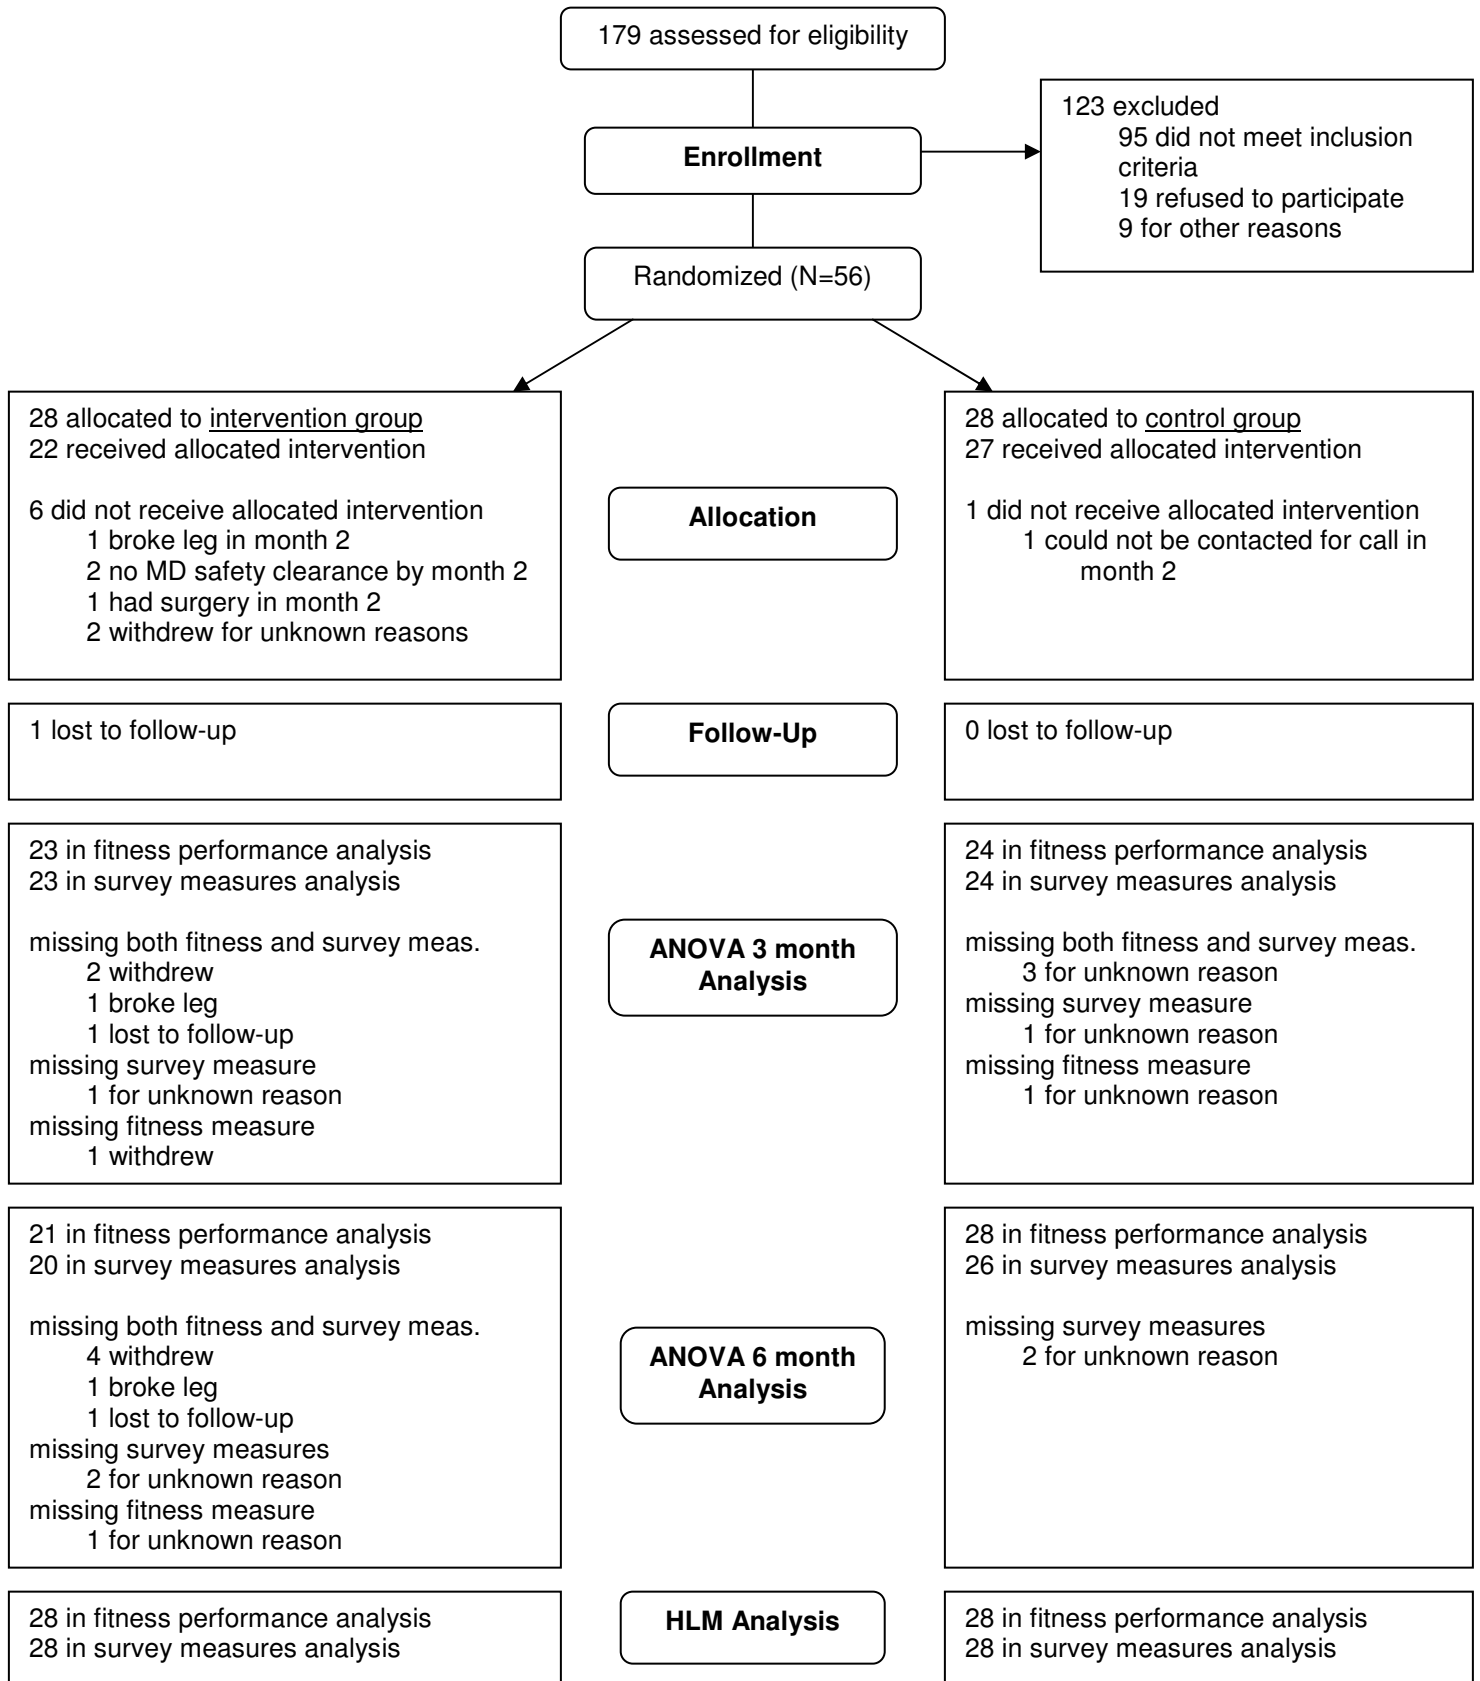 179 assessed for eligibility
Enrollment
123 excluded
95 did not meet inclusion
criteria
19 refused to participate
9 for other reasons
Randomized (N=56)
28 allocated to intervention group
22 received allocated intervention
6 did not receive allocated intervention
1 broke leg in month 2
2 no MD safety clearance by month 2
1 had surgery in month 2
2 withdrew for unknown reasons
Allocation
28 allocated to control group
27 received allocated intervention
1 did not receive allocated intervention
1 could not be contacted for call in
month 2
1 lost to follow-up
Follow-Up
0 lost to follow-up
23 in fitness performance analysis
23 in survey measures analysis
missing both fitness and survey meas.
2 withdrew
1 broke leg
1 lost to follow-up
missing survey measure
1 for unknown reason
missing fitness measure
1 withdrew
ANOVA 3 month
Analysis
24 in fitness performance analysis
24 in survey measures analysis
missing both fitness and survey meas.
3 for unknown reason
missing survey measure
1 for unknown reason
missing fitness measure
1 for unknown reason
21 in fitness performance analysis
20 in survey measures analysis
missing both fitness and survey meas.
4 withdrew
1 broke leg
1 lost to follow-up
missing survey measures
2 for unknown reason
missing fitness measure
1 for unknown reason
ANOVA 6 month
Analysis
28 in fitness performance analysis
26 in survey measures analysis
missing survey measures
2 for unknown reason
28 in fitness performance analysis
28 in survey measures analysis
HLM Analysis
28 in fitness performance analysis
28 in survey measures analysis